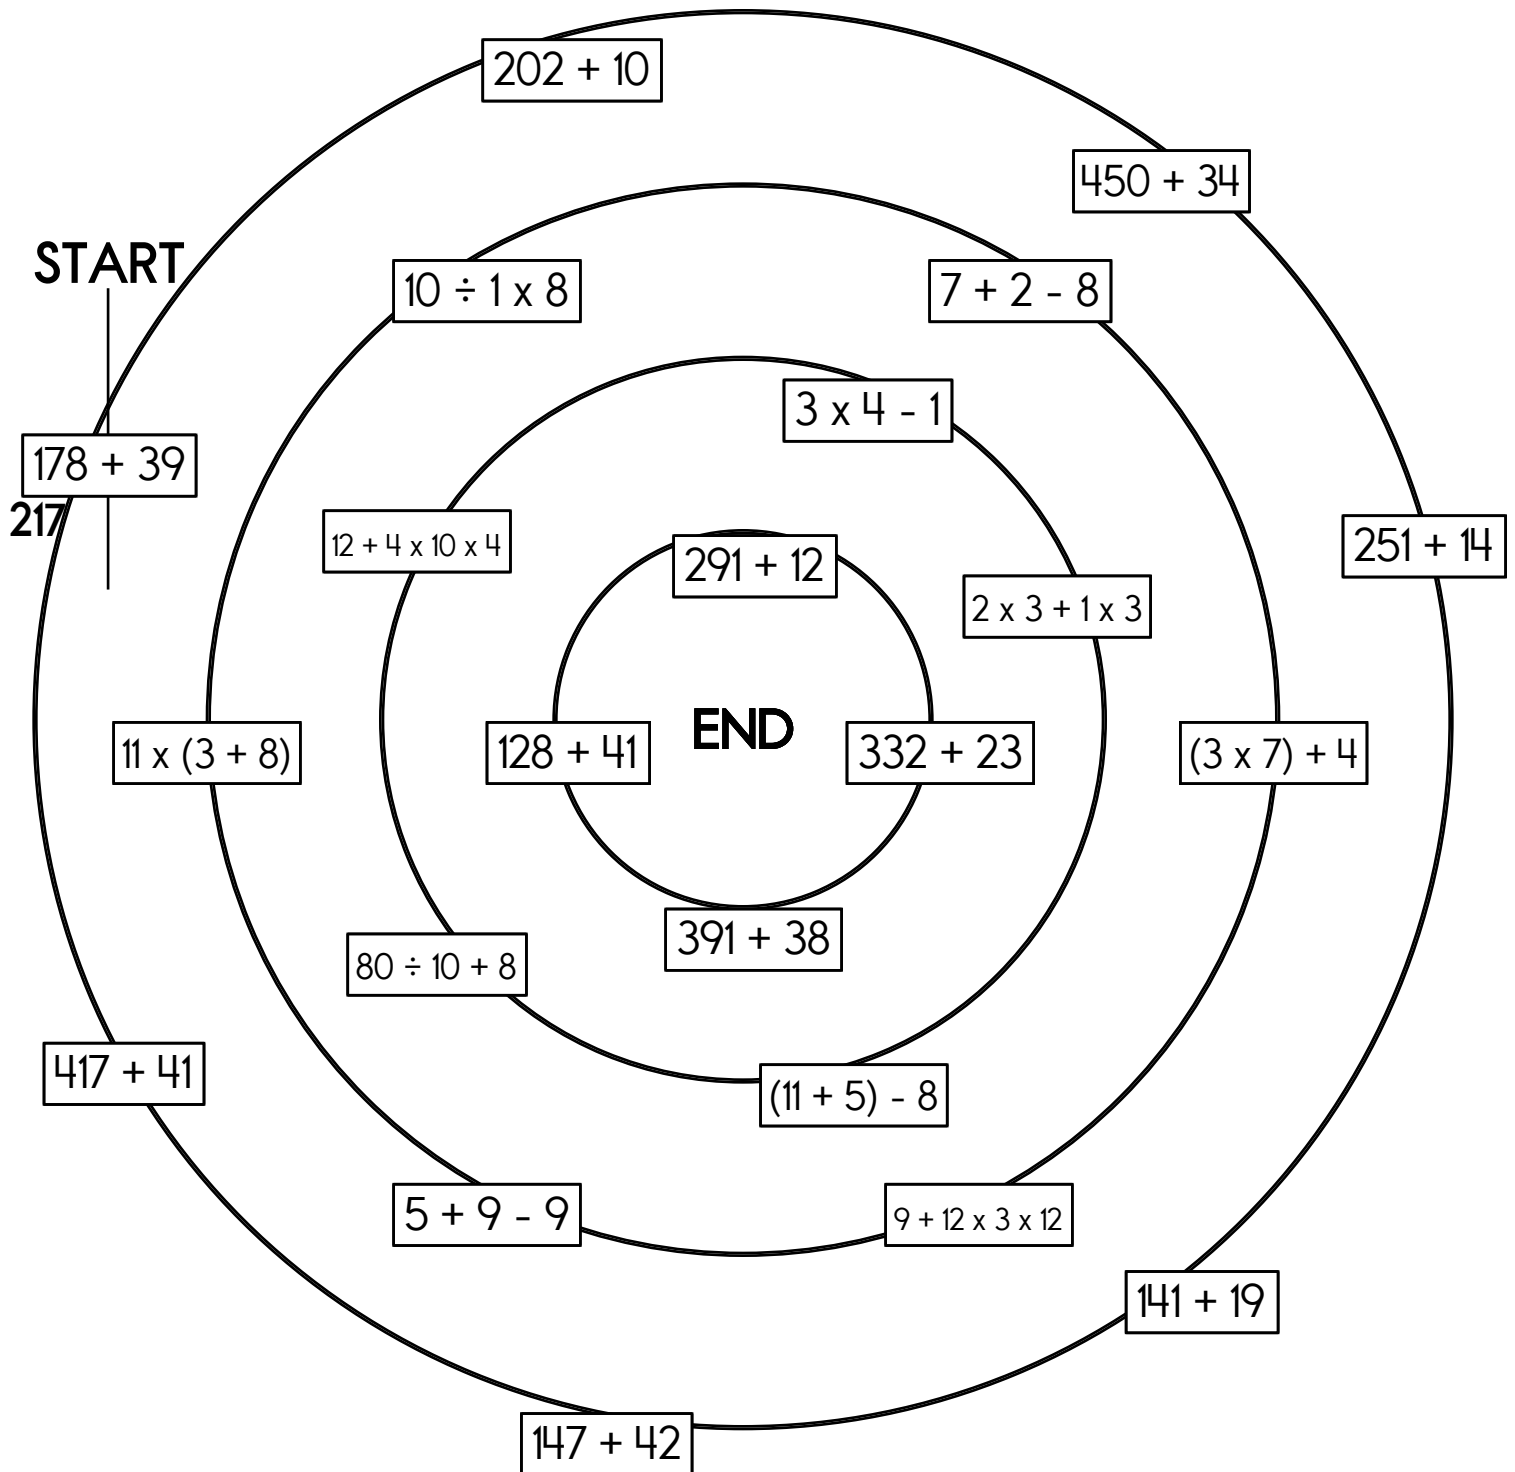 202 + 10
450 + 34
START
10 ÷ 1 x 8
7 + 2 - 8
3 x 4 - 1
178 + 39
217
12 + 4 x 10 x 4
251 + 14
291 + 12
2 x 3 + 1 x 3
END
11 x (3 + 8)
128 + 41
332 + 23
(3 x 7) + 4
391 + 38
80 ÷ 10 + 8
417 + 41
(11 + 5) - 8
5 + 9 - 9
9 + 12 x 3 x 12
141 + 19
147 + 42